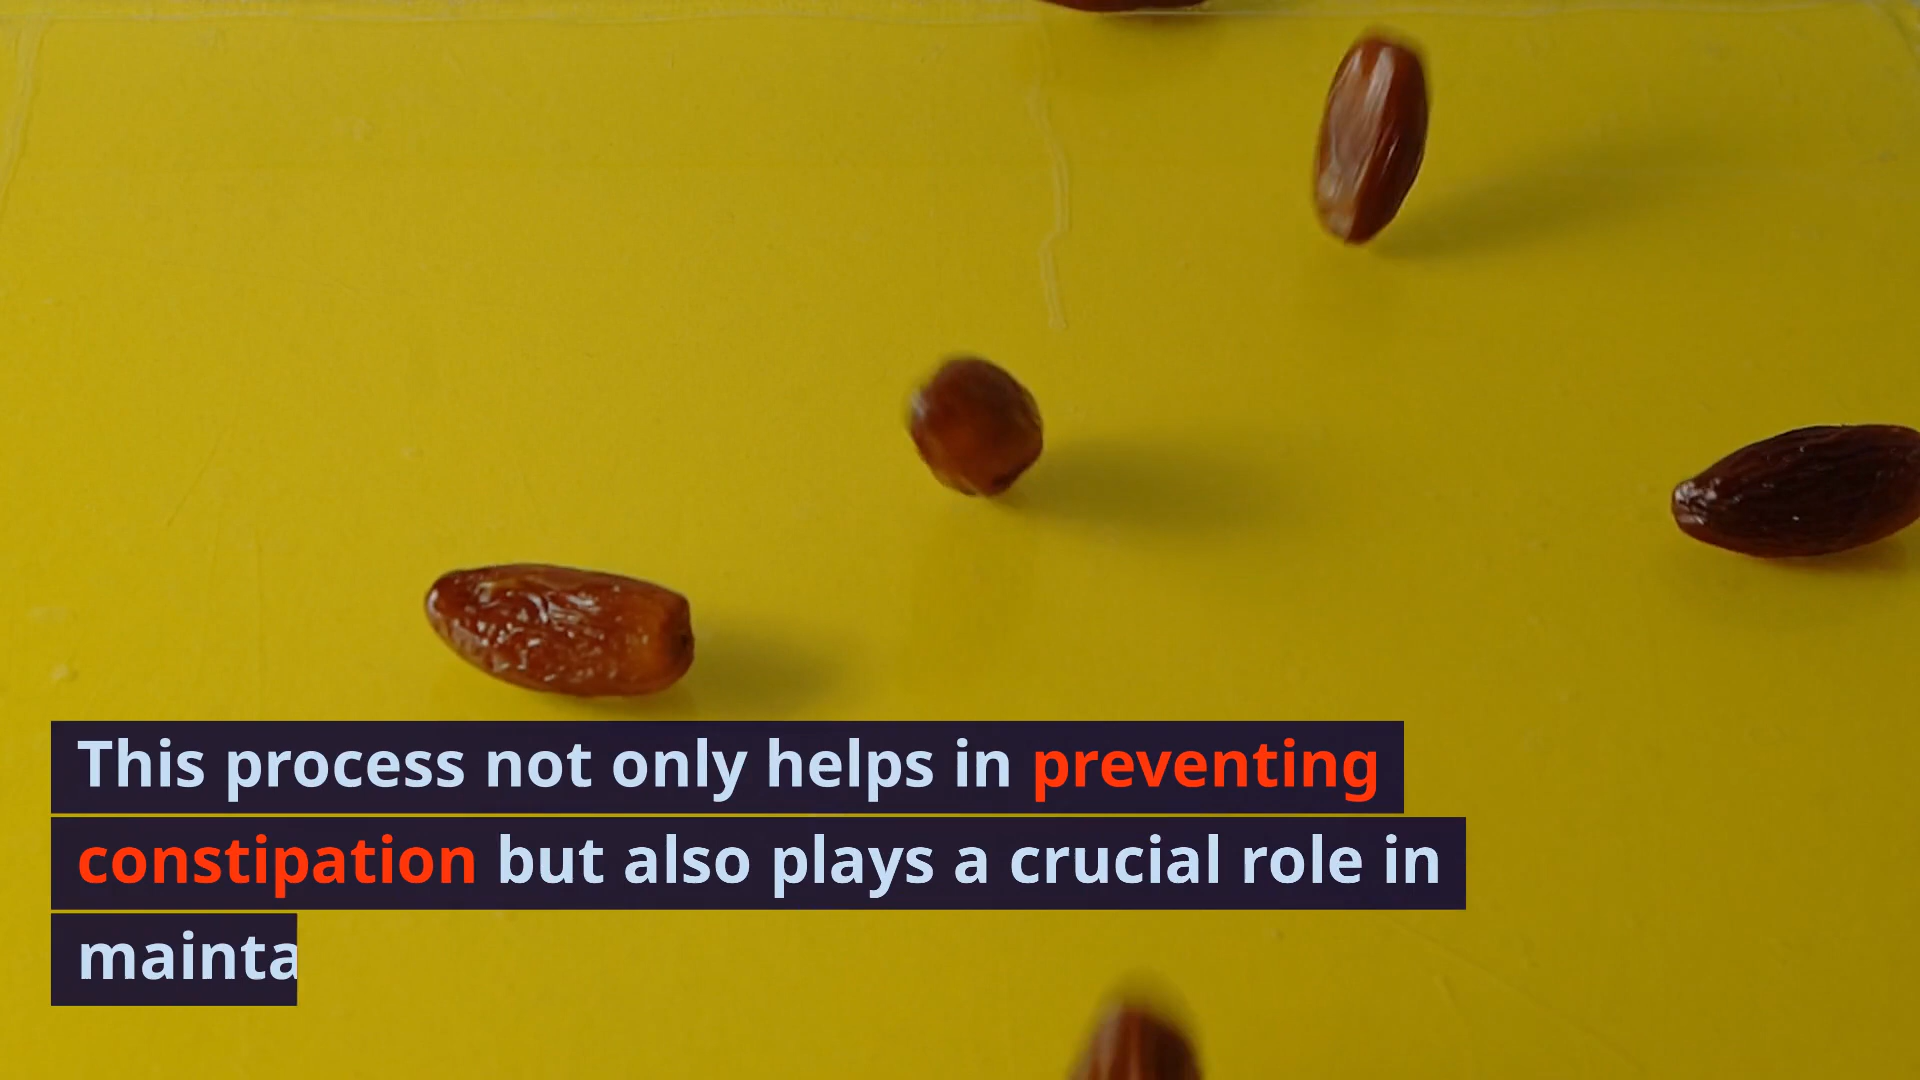 This process not only helps in preventing
constipation but also plays a crucial role in
mainta